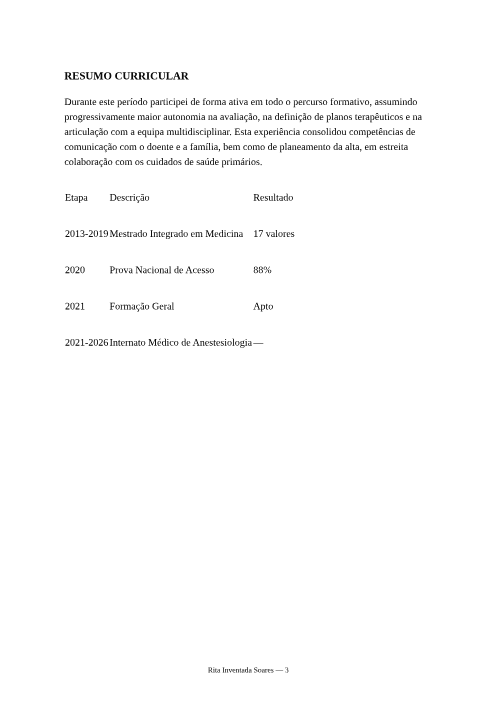 RESUMO CURRICULAR
Durante este período participei de forma ativa em todo o percurso formativo, assumindo
progressivamente maior autonomia na avaliação, na definição de planos terapêuticos e na
articulação com a equipa multidisciplinar. Esta experiência consolidou competências de
comunicação com o doente e a família, bem como de planeamento da alta, em estreita
colaboração com os cuidados de saúde primários.
Etapa Descrição Resultado
2013-2019 Mestrado Integrado em Medicina 17 valores
2020 Prova Nacional de Acesso 88%
2021 Formação Geral Apto
2021-2026 Internato Médico de Anestesiologia —
Rita Inventada Soares — 3